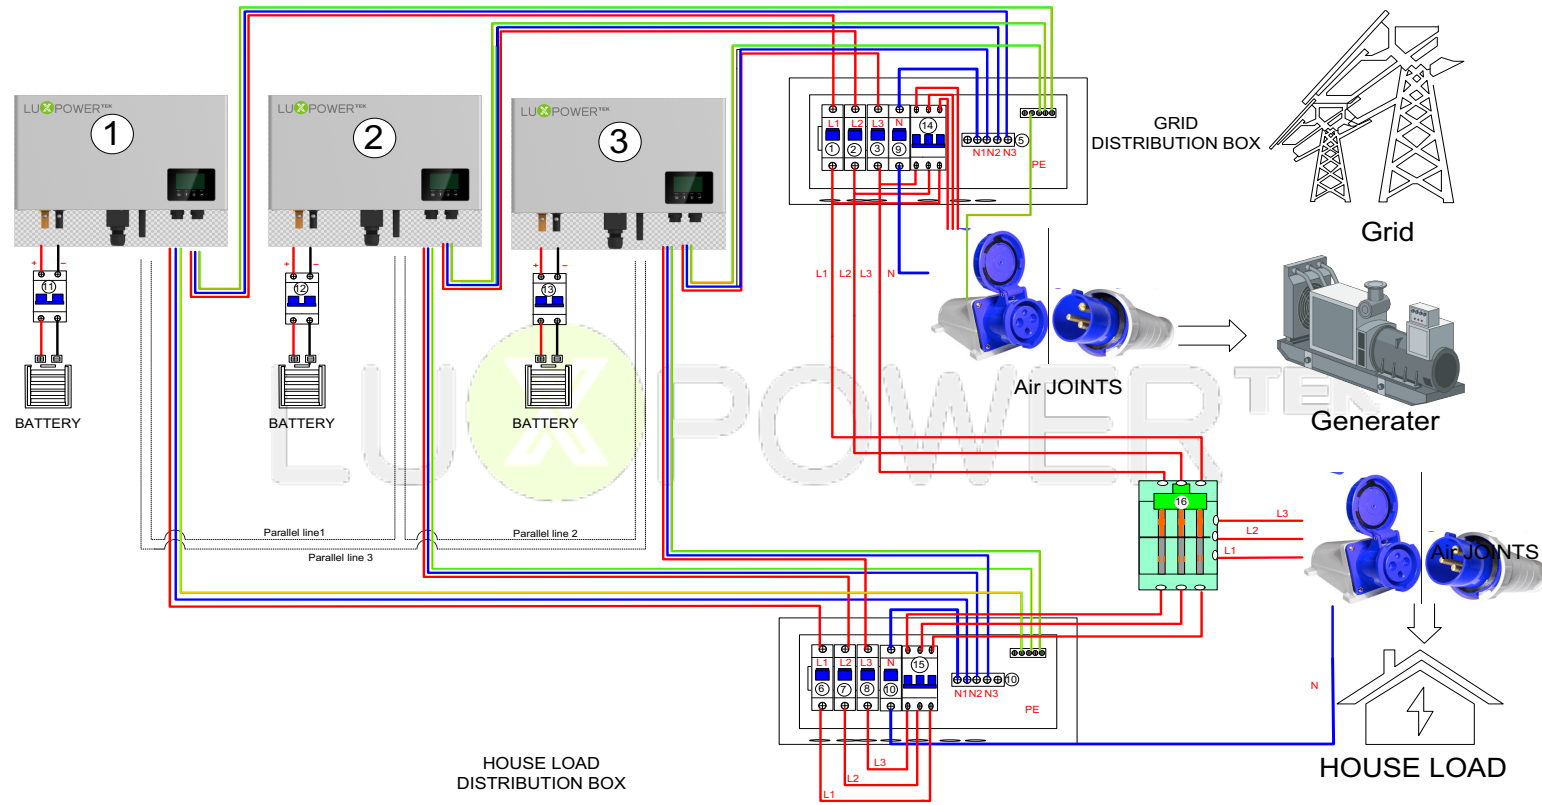 LUXPOWERTEK
1
LUXPOWERTEK
2
LUXPOWERTEK
3
L1
L2
L3
N
14
1
2
3
9
N1
N2
N3
5
PE
GRID
DISTRIBUTION BOX
Grid
+
–
11
BATTERY
+
–
12
BATTERY
+
–
13
BATTERY
L1
L2
L3
N
Air JOINTS
Generater
LUXPOWERTEK
Parallel line1
Parallel line 2
Parallel line 3
16
L3
L2
L1
Air JOINTS
L1
L2
L3
N
15
6
7
8
10
N1
N2
N3
10
PE
N
L3
L2
L1
HOUSE LOAD
DISTRIBUTION BOX
HOUSE LOAD